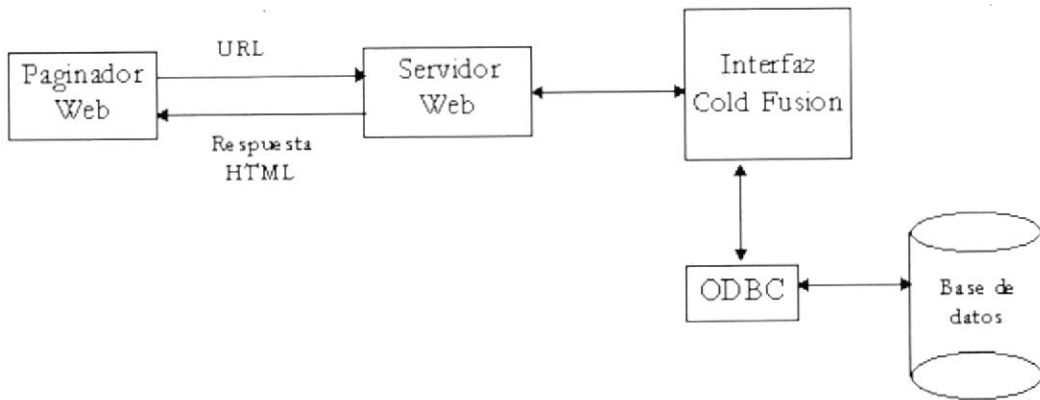 URL
Paginador
Web
Servidor
Web
Interfaz
Cold Fusion
Respuesta
HTML
ODBC
Base de
datos